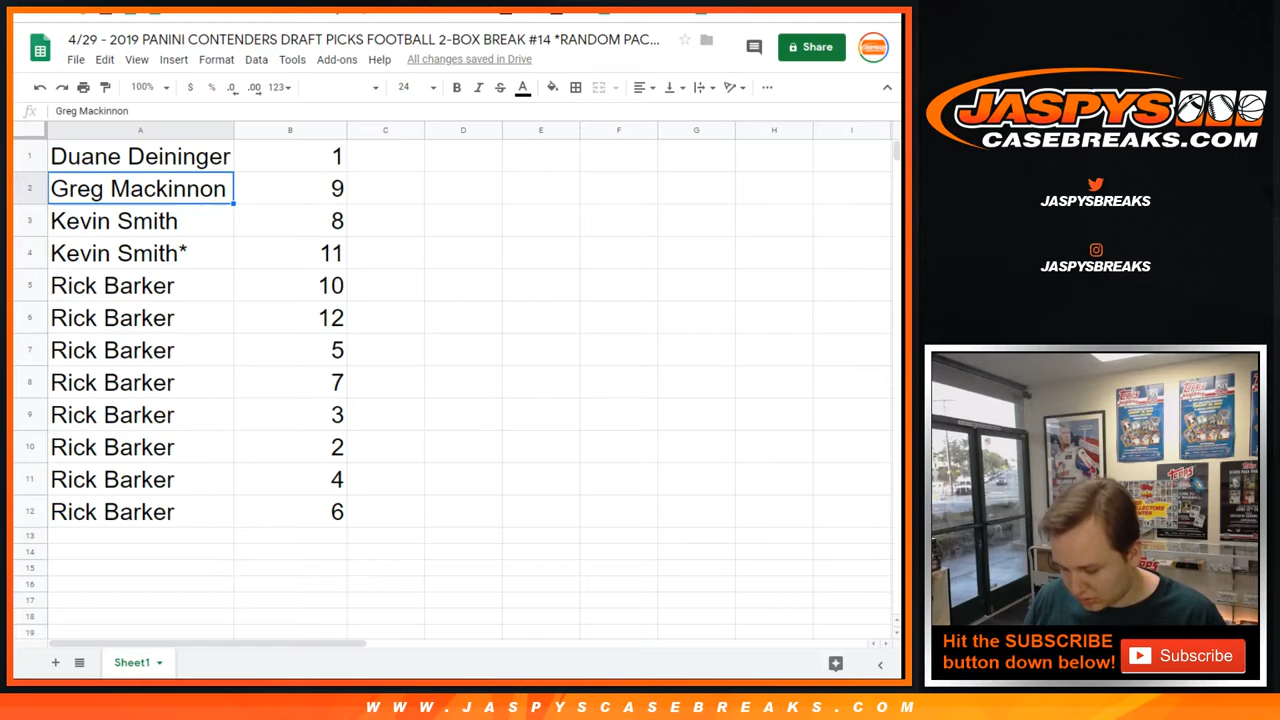 4/29 - 2019 PANINI CONTENDERS DRAFT PICKS FOOTBALL 2-BOX BREAK #14 *RANDOM PAC...
Share
File Edit View Insert Format Data Tools Add-ons Help All changes saved in Drive
100% $ % .0 .00 123 24 B I S A
fx Greg Mackinnon
A B C D E F G H I
1 Duane Deininger 1
2 Greg Mackinnon 9
3 Kevin Smith 8
4 Kevin Smith* 11
5 Rick Barker 10
6 Rick Barker 12
7 Rick Barker 5
8 Rick Barker 7
9 Rick Barker 3
10 Rick Barker 2
11 Rick Barker 4
12 Rick Barker 6
13
14
15
16
17
18
19
Sheet1
JASPYS
CASEBREAKS.COM
JASPYSBREAKS
JASPYSBREAKS
Topps
Topps
Topps
Hit the SUBSCRIBE
button down below!
Subscribe
WWW.JASPYSCASEBREAKS.COM